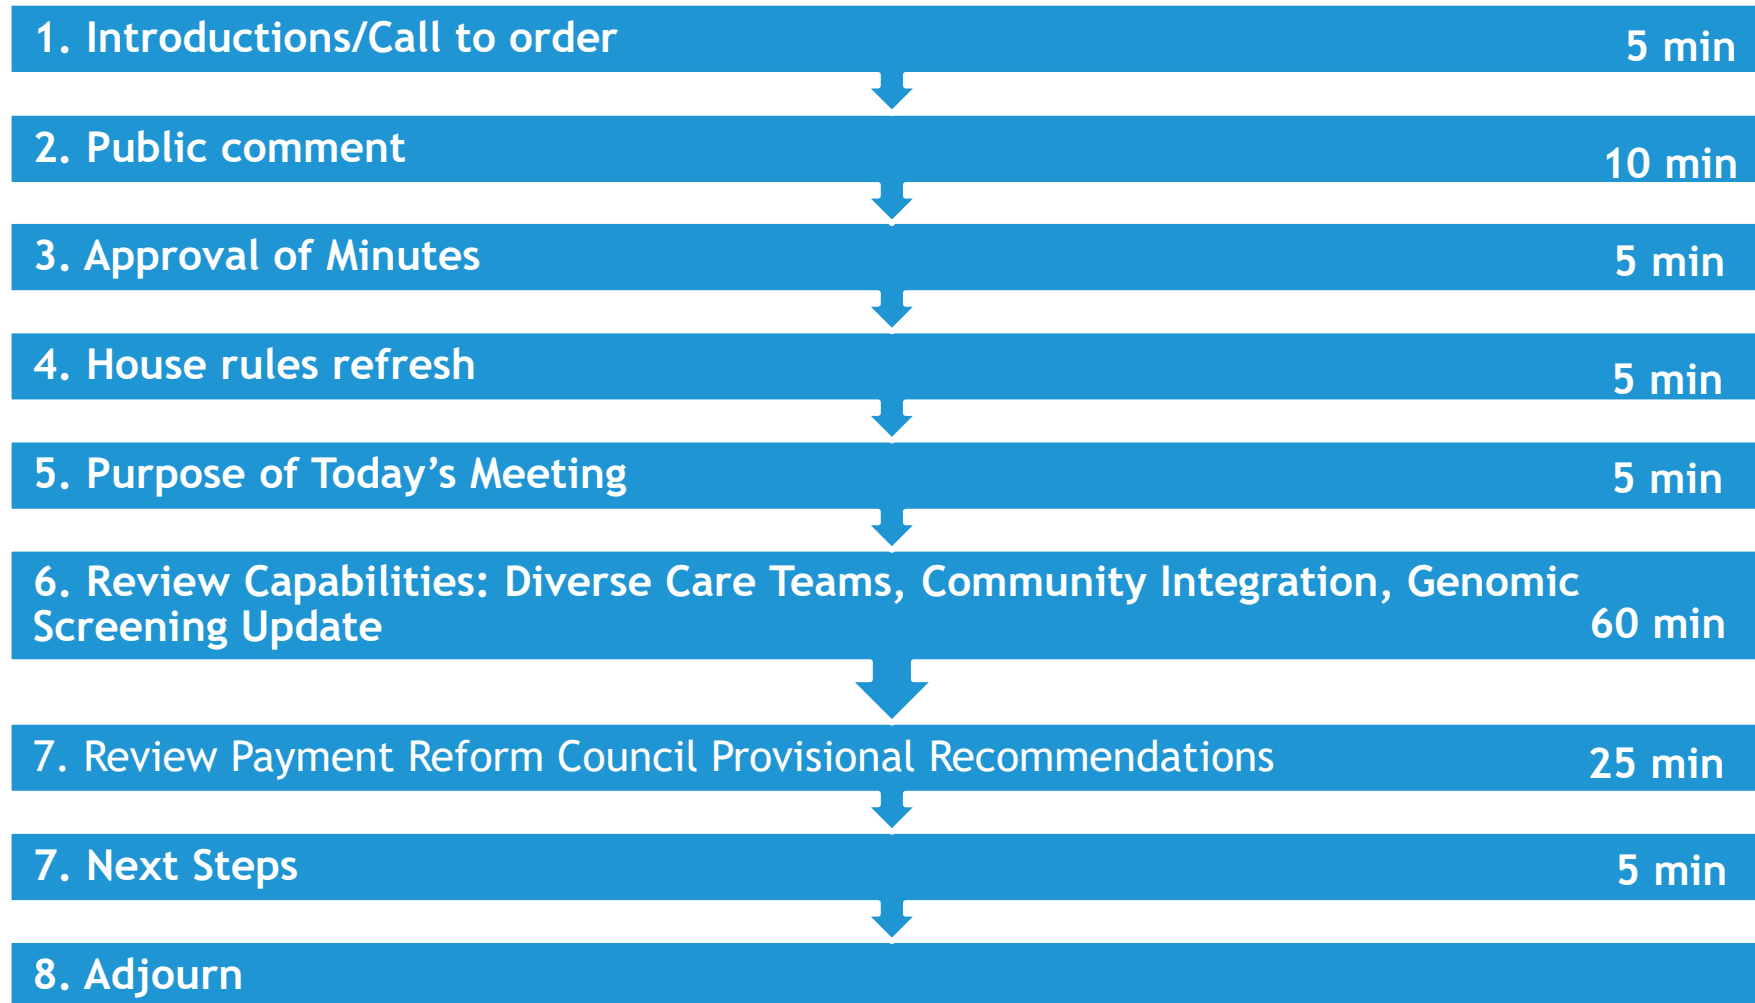 1. Introductions/Call to order
5 min
2. Public comment
10 min
3. Approval of Minutes
5 min
4. House rules refresh
5 min
5. Purpose of Today’s Meeting
5 min
6. Review Capabilities: Diverse Care Teams, Community Integration, Genomic
Screening Update
60 min
7. Review Payment Reform Council Provisional Recommendations
25 min
7. Next Steps
5 min
8. Adjourn